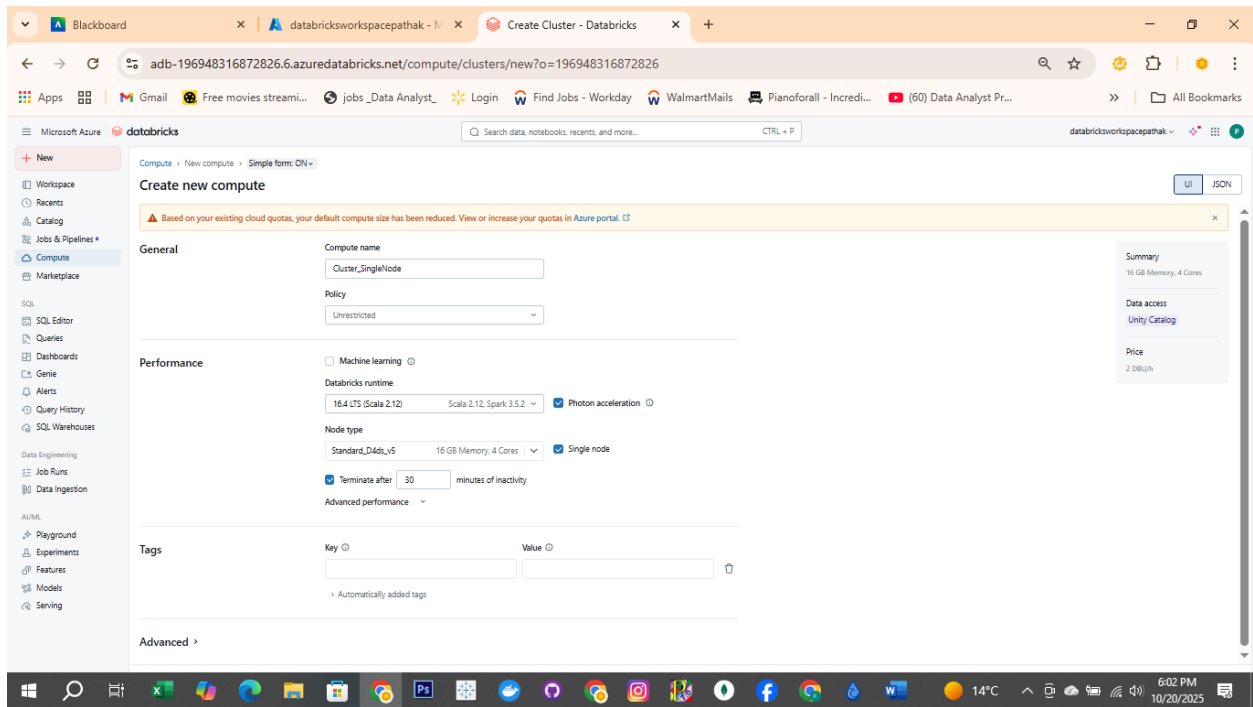 Blackboard
databricksworkspacepathak - M
Create Cluster - Databricks
adb-196948316872826.6.azuredatabricks.net/compute/clusters/new?o=196948316872826
Apps
Gmail
Free movies streami...
jobs _Data Analyst_
Login
Find Jobs - Workday
WalmartMails
Pianoforall - Incredi...
(60) Data Analyst Pr...
All Bookmarks
Microsoft Azure
databricks
Search data, notebooks, recents, and more...
CTRL + P
databricksworkspacepathak
P
New
Workspace
Recents
Catalog
Jobs & Pipelines
Compute
Marketplace
SQL
SQL Editor
Queries
Dashboards
Genie
Alerts
Query History
SQL Warehouses
Data Engineering
Job Runs
Data Ingestion
AI/ML
Playground
Experiments
Features
Models
Serving
Compute › New compute › Simple form: ON
Create new compute
UI JSON
Based on your existing cloud quotas, your default compute size has been reduced. View or increase your quotas in Azure portal.
General
Compute name
Cluster_SingleNode
Policy
Unrestricted
Performance
Machine learning
Databricks runtime
16.4 LTS (Scala 2.12) Scala 2.12, Spark 3.5.2
Photon acceleration
Node type
Standard_D4ds_v5 16 GB Memory, 4 Cores
Single node
Terminate after 30 minutes of inactivity
Advanced performance
Tags
Key Value
Automatically added tags
Advanced
Summary
16 GB Memory, 4 Cores
Data access
Unity Catalog
Price
2 DBU/h
Ps
14°C
6:02 PM
10/20/2025